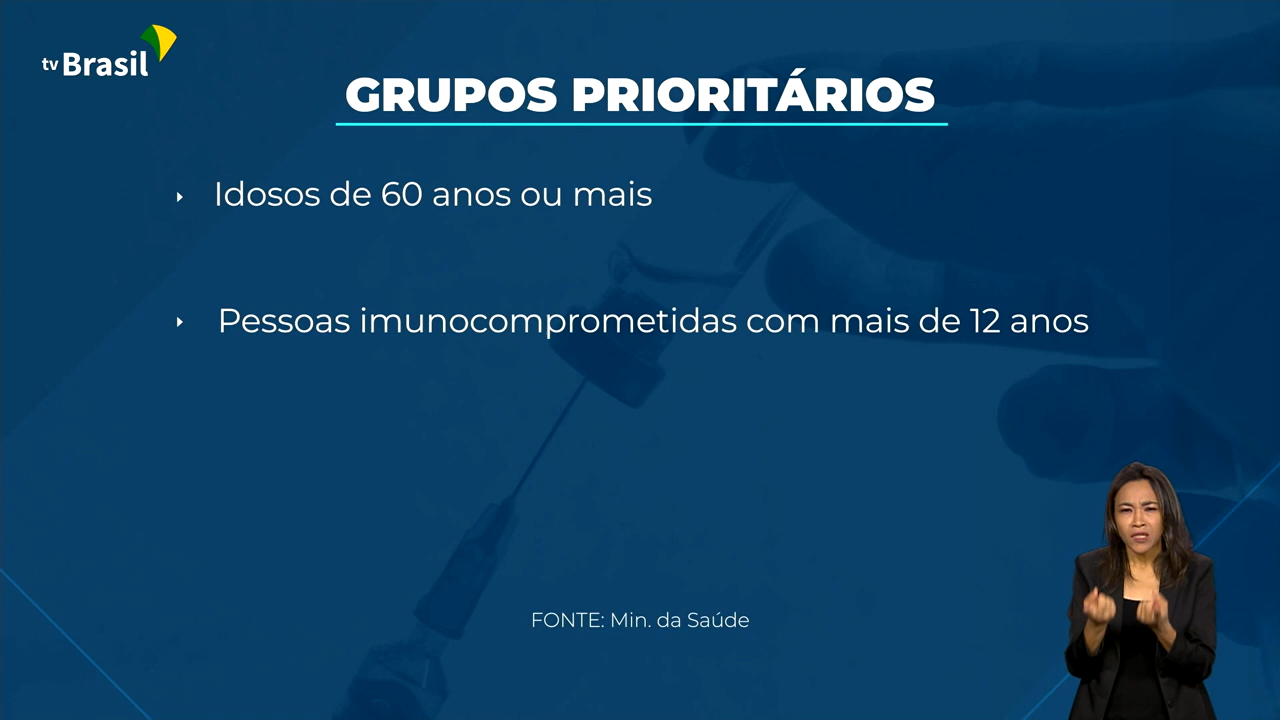 tv Brasil
GRUPOS PRIORITÁRIOS
Idosos de 60 anos ou mais
Pessoas imunocomprometidas com mais de 12 anos
FONTE: Min. da Saúde